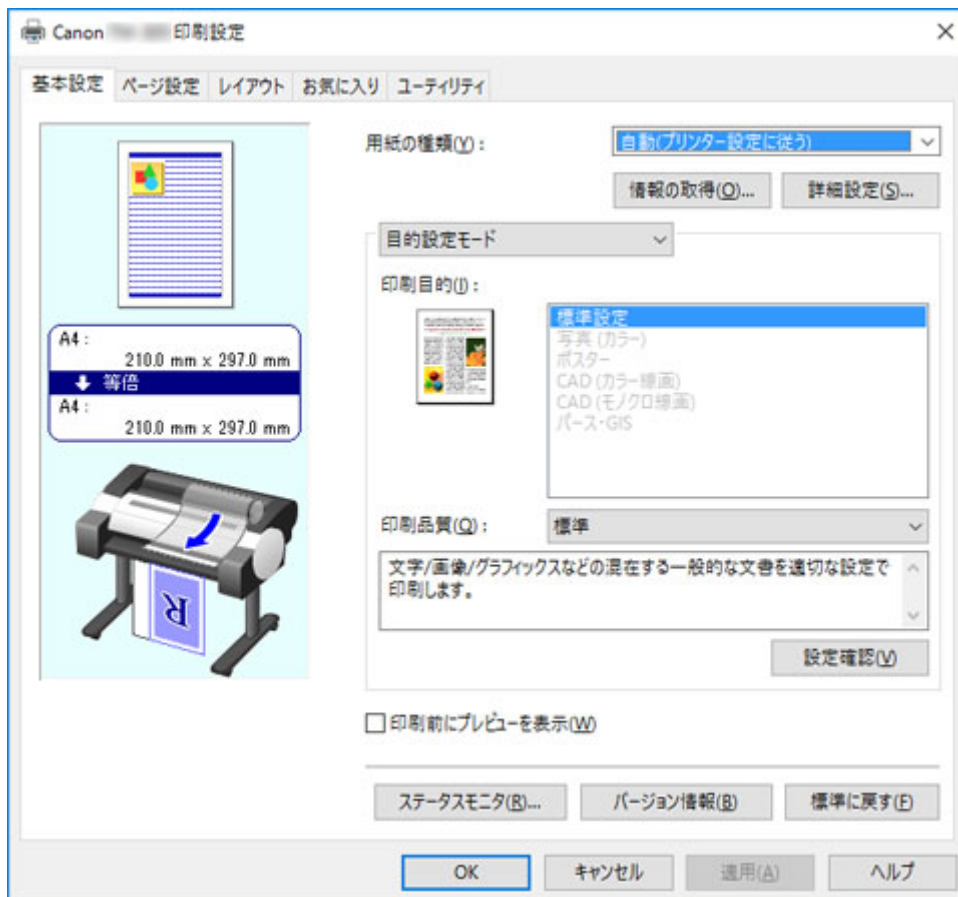 Canon 印刷設定
基本設定 ページ設定 レイアウト お気に入り ユーティリティ
用紙の種類(Y): 自動(プリンター設定に従う)
情報の取得(O)... 詳細設定(S)...
目的設定モード
印刷目的(I):
標準設定
写真 (カラー)
ポスター
CAD (カラー線画)
CAD (モノクロ線画)
パース・GIS
A4:
210.0 mm x 297.0 mm
等倍
A4:
210.0 mm x 297.0 mm
R
印刷品質(Q): 標準
文字/画像/グラフィックスなどの混在する一般的な文書を適切な設定で
印刷します。
設定確認(V)
印刷前にプレビューを表示(W)
ステータスモニタ(R)... バージョン情報(B) 標準に戻す(F)
OK キャンセル 適用(A) ヘルプ